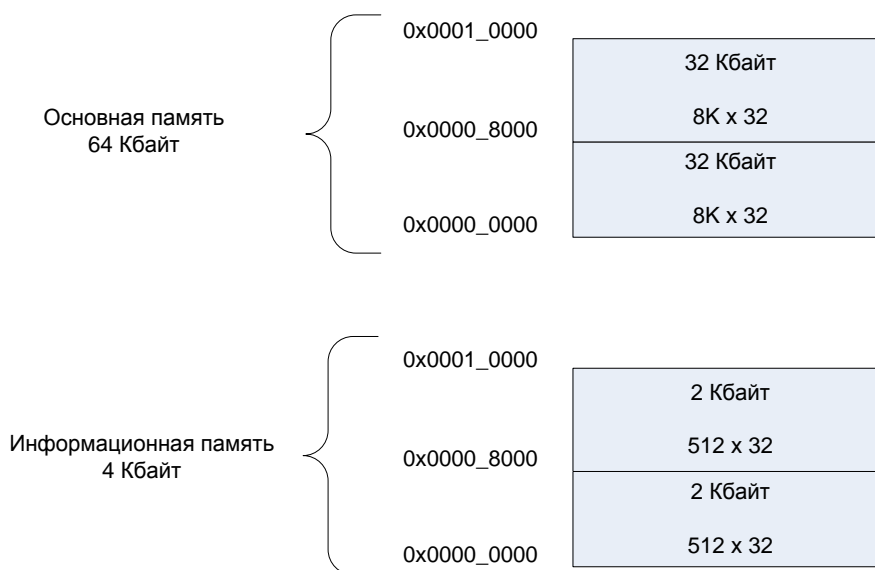 0x0001_0000
32 Кбайт
8K x 32
Основная память
64 Кбайт
0x0000_8000
32 Кбайт
8K x 32
0x0000_0000
0x0001_0000
2 Кбайт
512 x 32
Информационная память
4 Кбайт
0x0000_8000
2 Кбайт
512 x 32
0x0000_0000